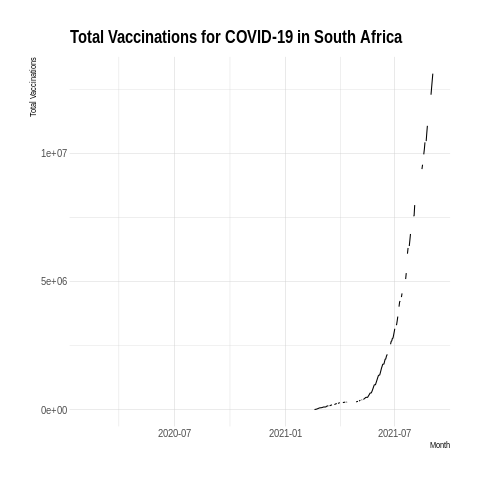 Total Vaccinations for COVID-19 in South Africa
Total Vaccinations
1e+07
5e+06
0e+00
2020-07
2021-01
2021-07
Month